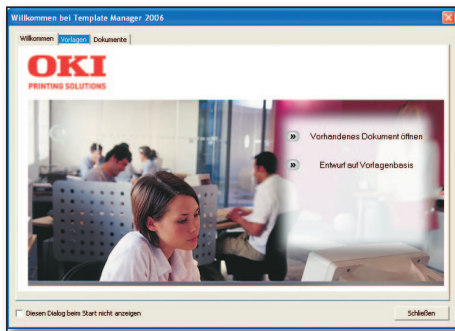 Willkommen bei Template Manager 2006
Willkommen Vorlagen Dokumente
OKI
PRINTING SOLUTIONS
Vorhandenes Dokument öffnen
Entwurf auf Vorlagenbasis
Diesen Dialog beim Start nicht anzeigen
Schließen